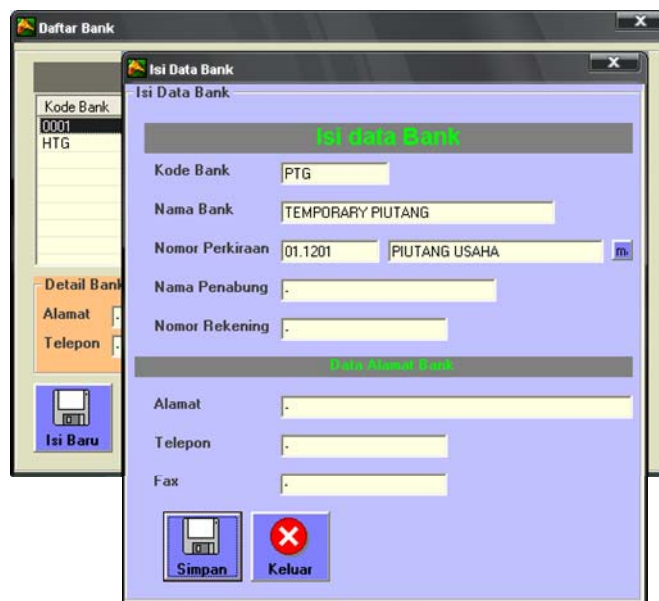 Daftar Bank
Kode Bank
0001
HTG
Detail Bank
Alamat -
Telepon -
Isi Baru
Isi Data Bank
Isi Data Bank
Isi data Bank
Kode Bank PTG
Nama Bank TEMPORARY PIUTANG
Nomor Perkiraan 01.1201 PIUTANG USAHA m
Nama Penabung -
Nomor Rekening -
Data Alamat Bank
Alamat -
Telepon -
Fax -
Simpan Keluar